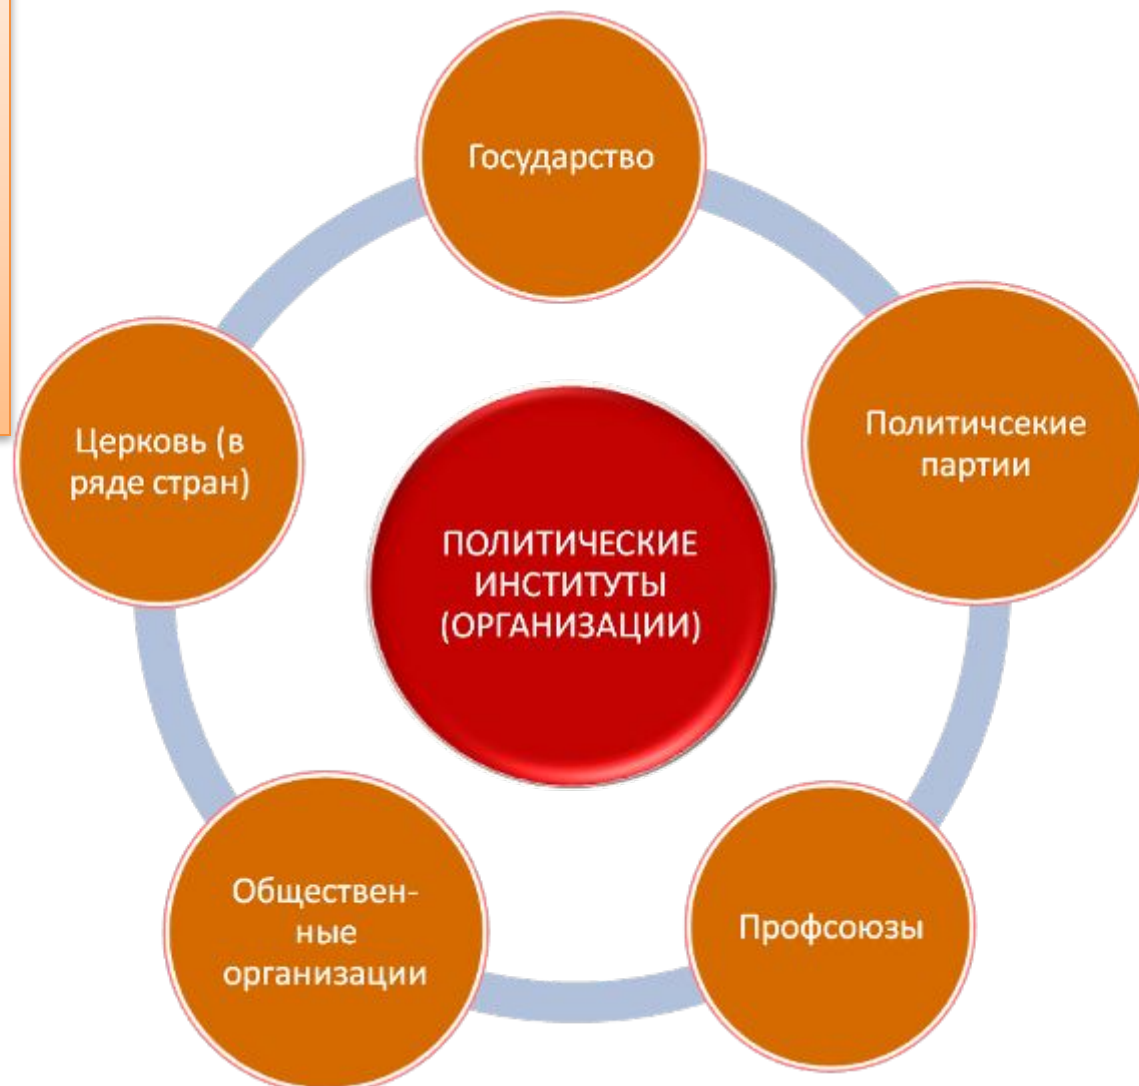 Государство
Политичсекие
партии
Церковь (в
ряде стран)
ПОЛИТИЧЕСКИЕ
ИНСТИТУТЫ
(ОРГАНИЗАЦИИ)
Обществен-
ные
организации
Профсоюзы